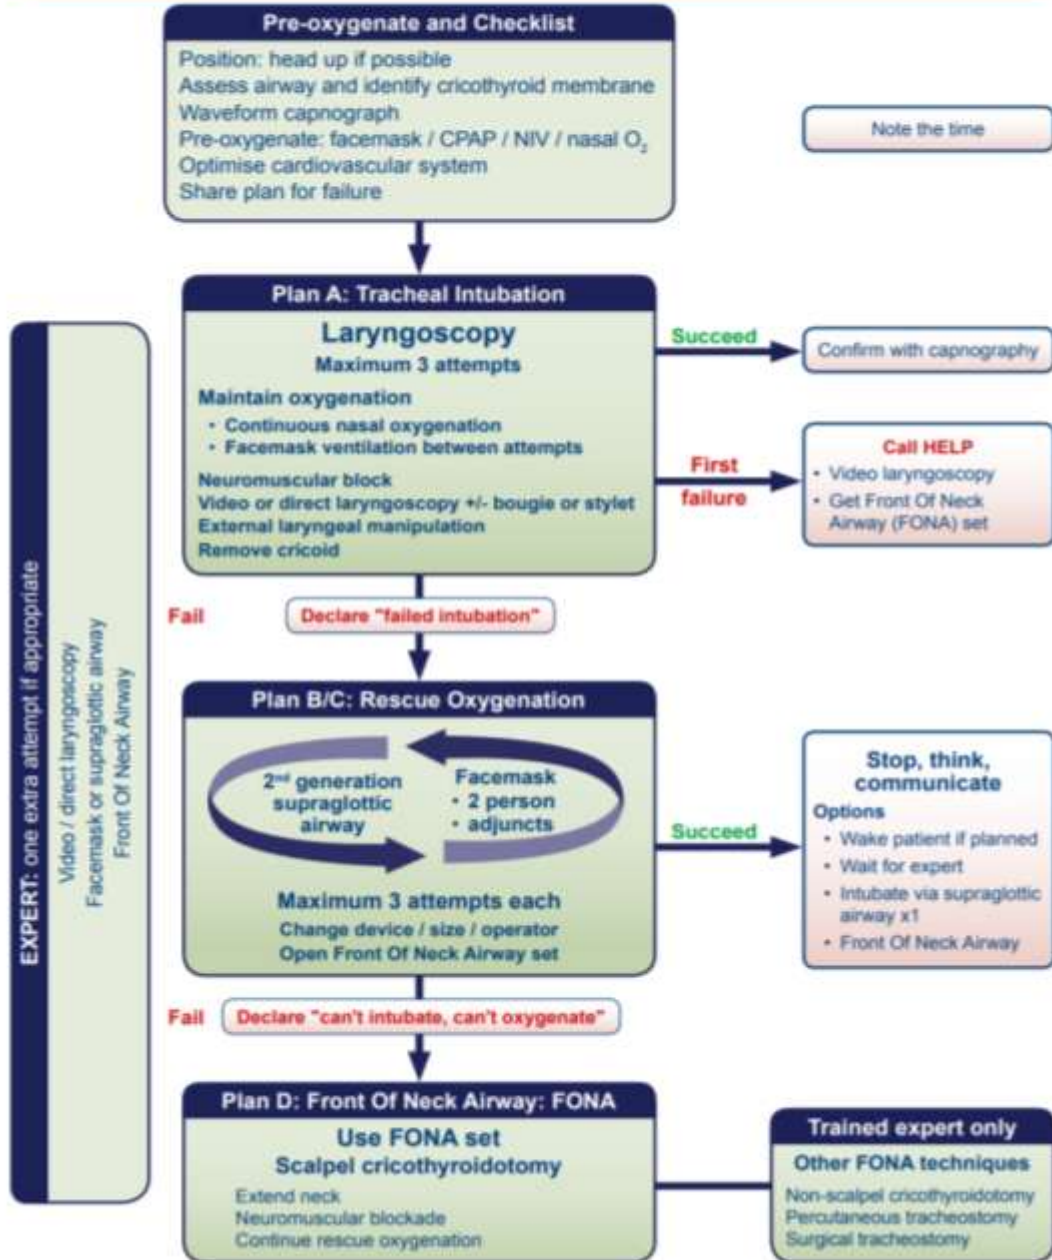 Pre-oxygenate and Checklist
Position: head up if possible
Assess airway and identify cricothyroid membrane
Waveform capnograph
Pre-oxygenate: facemask / CPAP / NIV / nasal O₂
Optimise cardiovascular system
Share plan for failure
Note the time
Plan A: Tracheal Intubation
Laryngoscopy
Maximum 3 attempts
Maintain oxygenation
• Continuous nasal oxygenation
• Facemask ventilation between attempts
Neuromuscular block
Video or direct laryngoscopy +/- bougie or stylet
External laryngeal manipulation
Remove cricoid
Succeed
Confirm with capnography
First
failure
Call HELP
• Video laryngoscopy
• Get Front Of Neck
Airway (FONA) set
Fail
Declare "failed intubation"
Plan B/C: Rescue Oxygenation
2nd generation
supraglottic
airway
Facemask
• 2 person
• adjuncts
Maximum 3 attempts each
Change device / size / operator
Open Front Of Neck Airway set
Succeed
Stop, think,
communicate
Options
• Wake patient if planned
• Wait for expert
• Intubate via supraglottic
airway x1
• Front Of Neck Airway
Fail
Declare "can't intubate, can't oxygenate"
Plan D: Front Of Neck Airway: FONA
Use FONA set
Scalpel cricothyroidotomy
Extend neck
Neuromuscular blockade
Continue rescue oxygenation
Trained expert only
Other FONA techniques
Non-scalpel cricothyroidotomy
Percutaneous tracheostomy
Surgical tracheostomy
EXPERT: one extra attempt if appropriate
Video / direct laryngoscopy
Facemask or supraglottic airway
Front Of Neck Airway